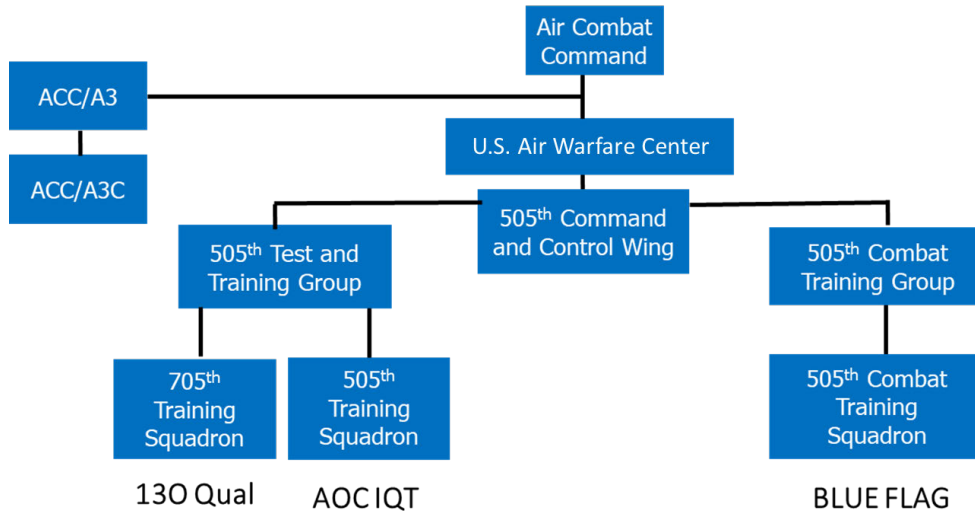 Air Combat
Command
ACC/A3
U.S. Air Warfare Center
ACC/A3C
505th Command
and Control Wing
505th Test and
Training Group
505th Combat
Training Group
705th
Training
Squadron
505th
Training
Squadron
505th Combat
Training
Squadron
13O Qual
AOC IQT
BLUE FLAG